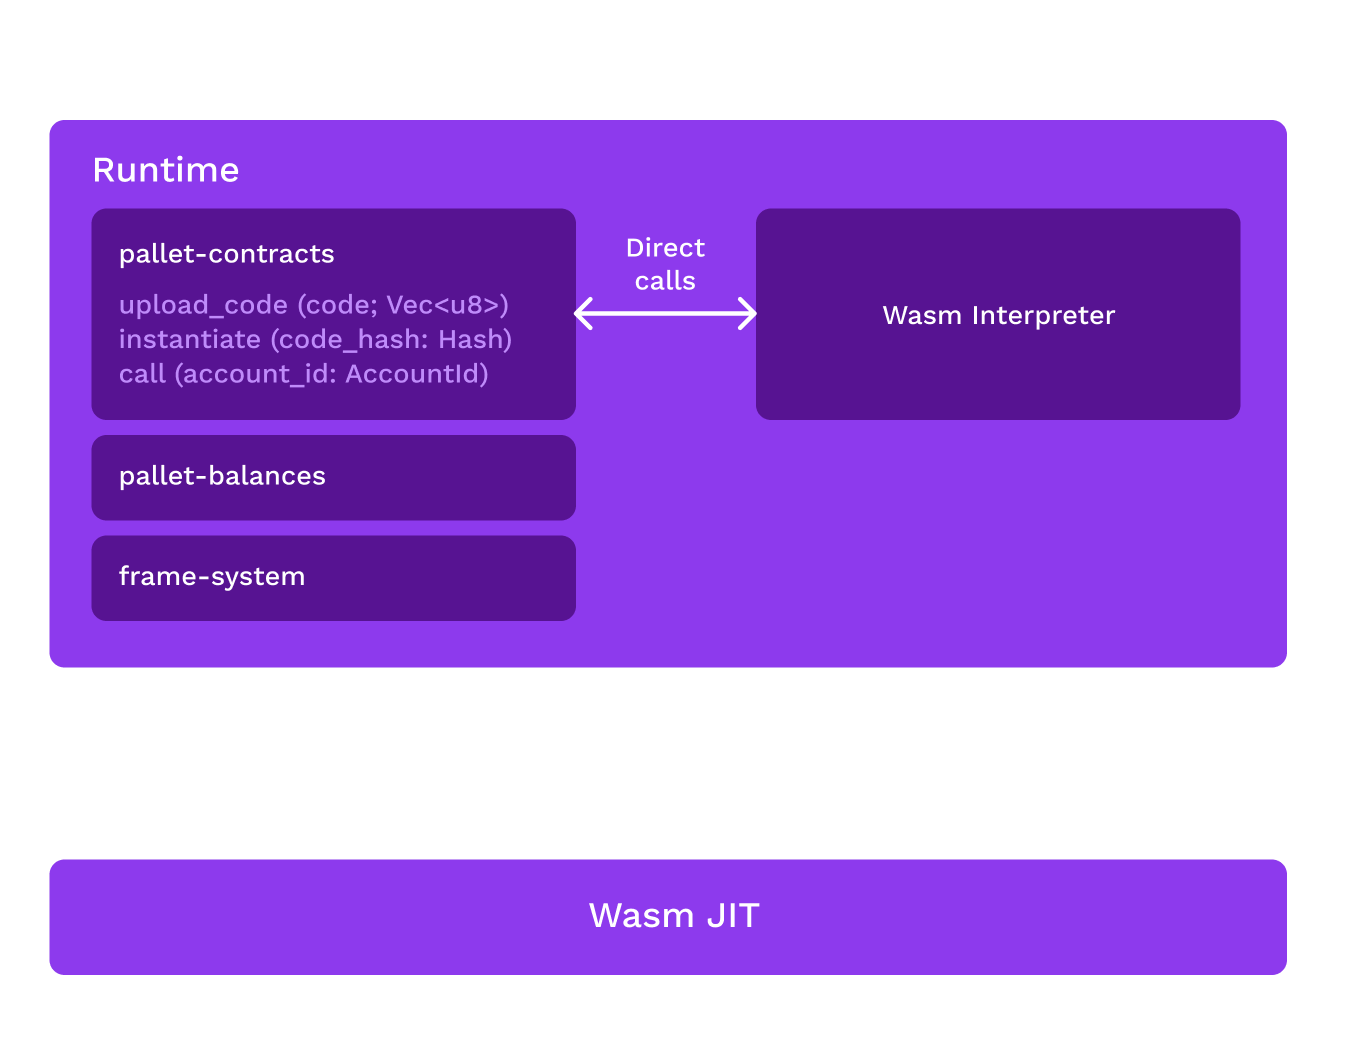 Runtime
pallet-contracts
upload_code (code; Vec<u8>)
instantiate (code_hash: Hash)
call (account_id: AccountId)
Direct
calls
Wasm Interpreter
pallet-balances
frame-system
Wasm JIT